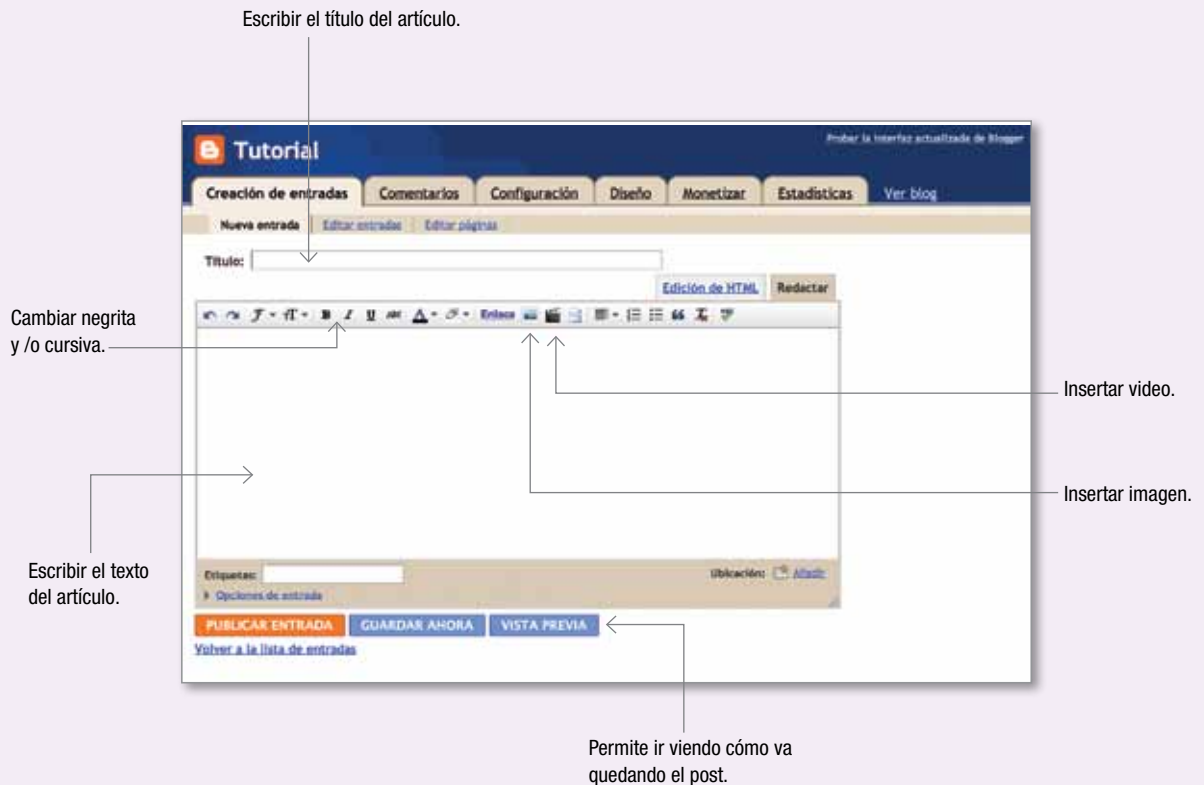 Escribir el título del artículo.
Probar la interfaz actualizada de Blogger
Tutorial
Creación de entradas Comentarios Configuración Diseño Monetizar Estadísticas Ver blog
Nueva entrada Editar entradas Editar páginas
Título:
Edición de HTML Redactar
Enlace
Cambiar negrita
y /o cursiva.
Insertar video.
Insertar imagen.
Escribir el texto
del artículo.
Etiquetas:
Ubicación: Añadir
Opciones de entrada
PUBLICAR ENTRADA GUARDAR AHORA VISTA PREVIA
Volver a la lista de entradas
Permite ir viendo cómo va
quedando el post.